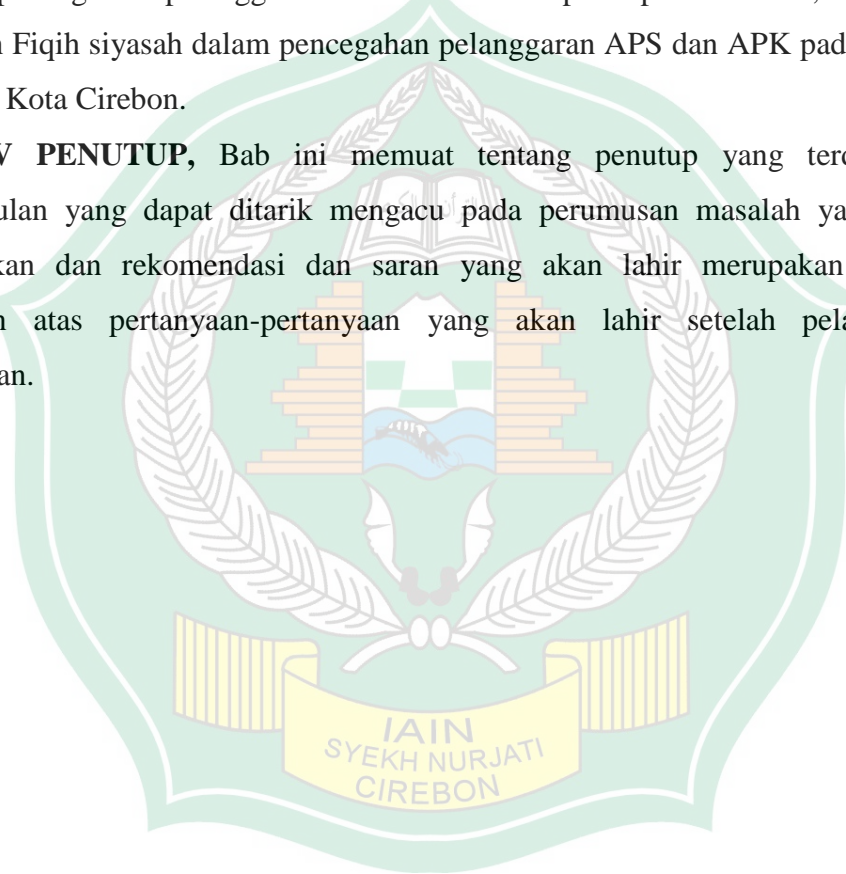 n Fiqih siyasah dalam pencegahan pelanggaran APS dan APK pad
Kota Cirebon.
V PENUTUP, Bab ini memuat tentang penutup yang terd
ulan yang dapat ditarik mengacu pada perumusan masalah ya
kan dan rekomendasi dan saran yang akan lahir merupakan
n atas pertanyaan-pertanyaan yang akan lahir setelah pela
an.
IAIN
SYEKH NURJATI
CIREBON